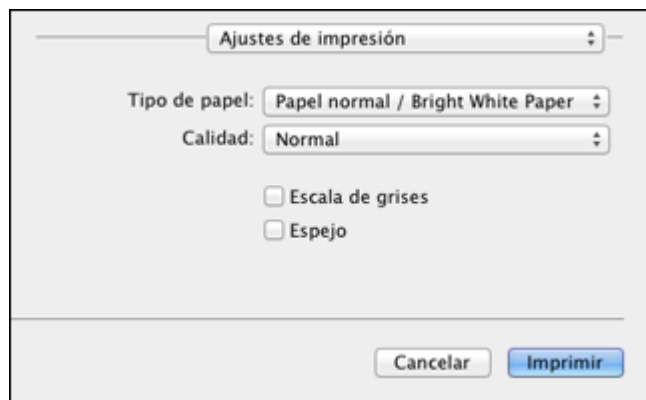 Ajustes de impresión
Tipo de papel: Papel normal / Bright White Paper
Calidad: Normal
Escala de grises
Espejo
Cancelar Imprimir